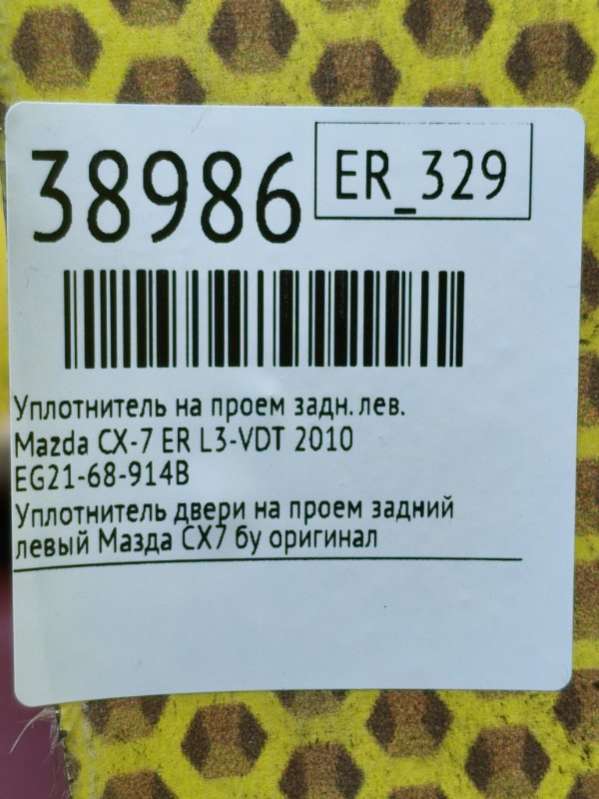 38986
ER_329
Уплотнитель на проем задн. лев.
Mazda CX-7 ER L3-VDT 2010
EG21-68-914B
Уплотнитель двери на проем задний
левый Мазда СХ7 бу оригинал